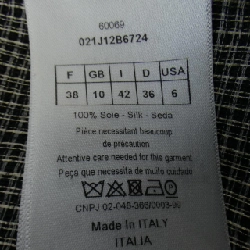 60069
021J12B6724
F GB I D USA
38 10 42 36 6
100% Soie - Silk - Seda
Pièce nécessitant beaucoup
de précaution
Attentive care needed for this garment
Peça que necessita de muito cuidado
CNPJ
Made In ITALY
ITALIA